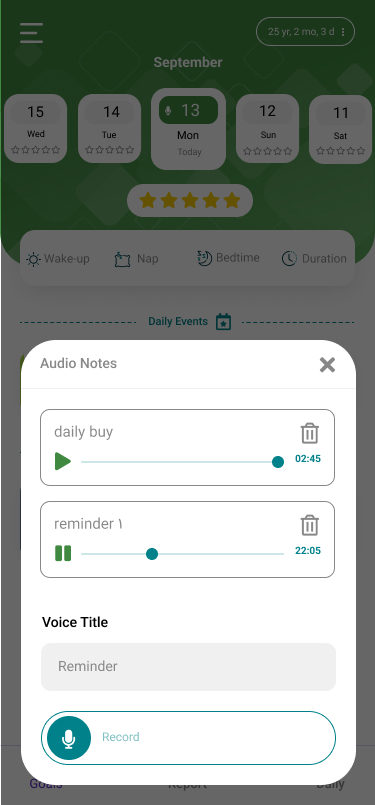 25 yr, 2 mo, 3 d
September
15
Wed
14
Tue
13
Mon
Today
12
Sun
11
Sat
Wake-up
Nap
Bedtime
Duration
Daily Events
Audio Notes
daily buy
02:45
reminder ۱
22:05
Voice Title
Reminder
Record
Goals
Report
Daily